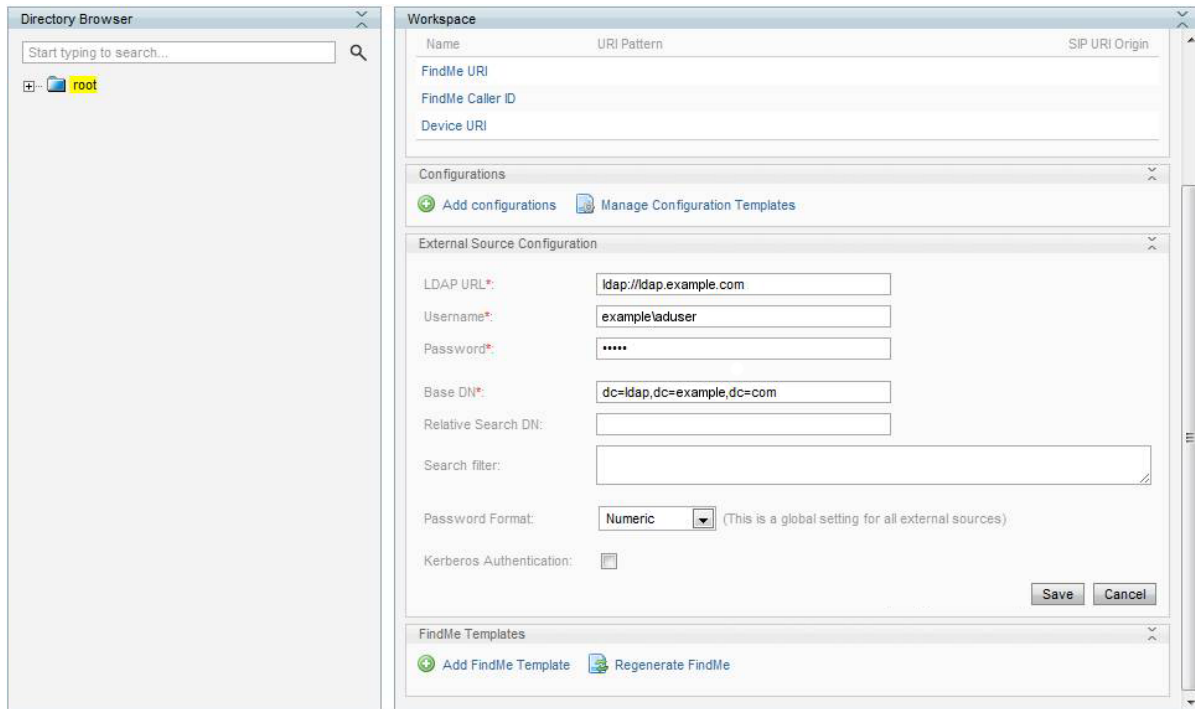 Directory Browser
Start typing to search...
root
Workspace
Name URI Pattern SIP URI Origin
FindMe URI
FindMe Caller ID
Device URI
Configurations
Add configurations Manage Configuration Templates
External Source Configuration
LDAP URL*: ldap://ldap.example.com
Username*: example\aduser
Password*: •••••
Base DN*: dc=ldap,dc=example,dc=com
Relative Search DN:
Search filter:
Password Format: Numeric (This is a global setting for all external sources)
Kerberos Authentication:
Save Cancel
FindMe Templates
Add FindMe Template Regenerate FindMe